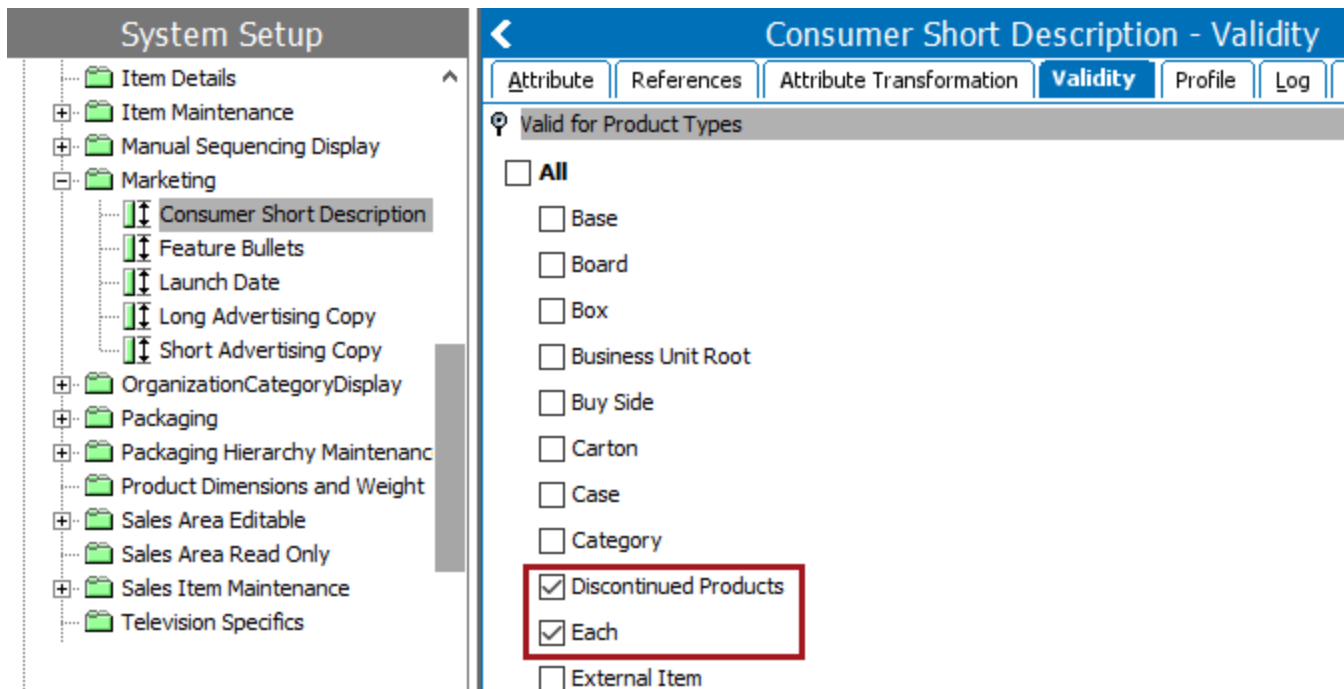 System Setup
Item Details
Item Maintenance
Manual Sequencing Display
Marketing
Consumer Short Description
Feature Bullets
Launch Date
Long Advertising Copy
Short Advertising Copy
OrganizationCategoryDisplay
Packaging
Packaging Hierarchy Maintenanc
Product Dimensions and Weight
Sales Area Editable
Sales Area Read Only
Sales Item Maintenance
Television Specifics
Consumer Short Description - Validity
Attribute References Attribute Transformation Validity Profile Log
Valid for Product Types
All
Base
Board
Box
Business Unit Root
Buy Side
Carton
Case
Category
Discontinued Products
Each
External Item